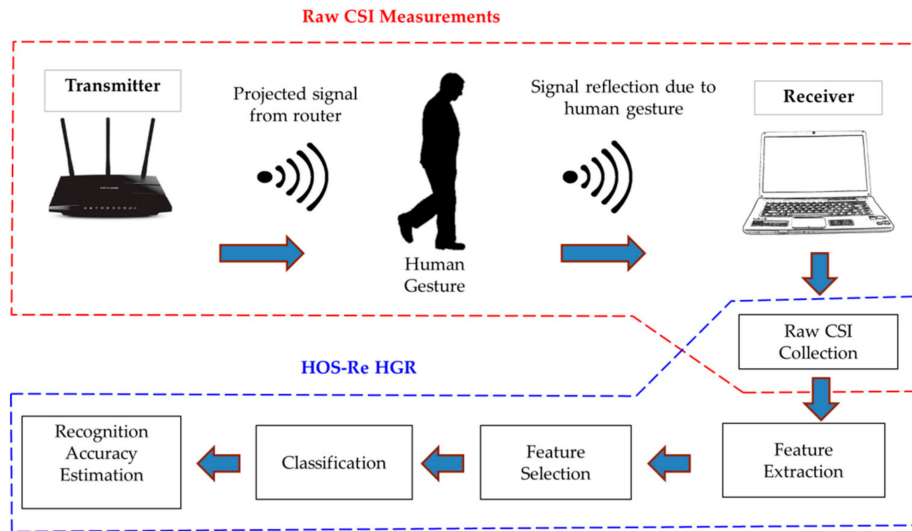 Raw CSI Measurements
Transmitter
Projected signal
from router
Signal reflection due to
human gesture
Receiver
Human
Gesture
Raw CSI
Collection
HOS-Re HGR
Recognition
Accuracy
Estimation
Classification
Feature
Selection
Feature
Extraction